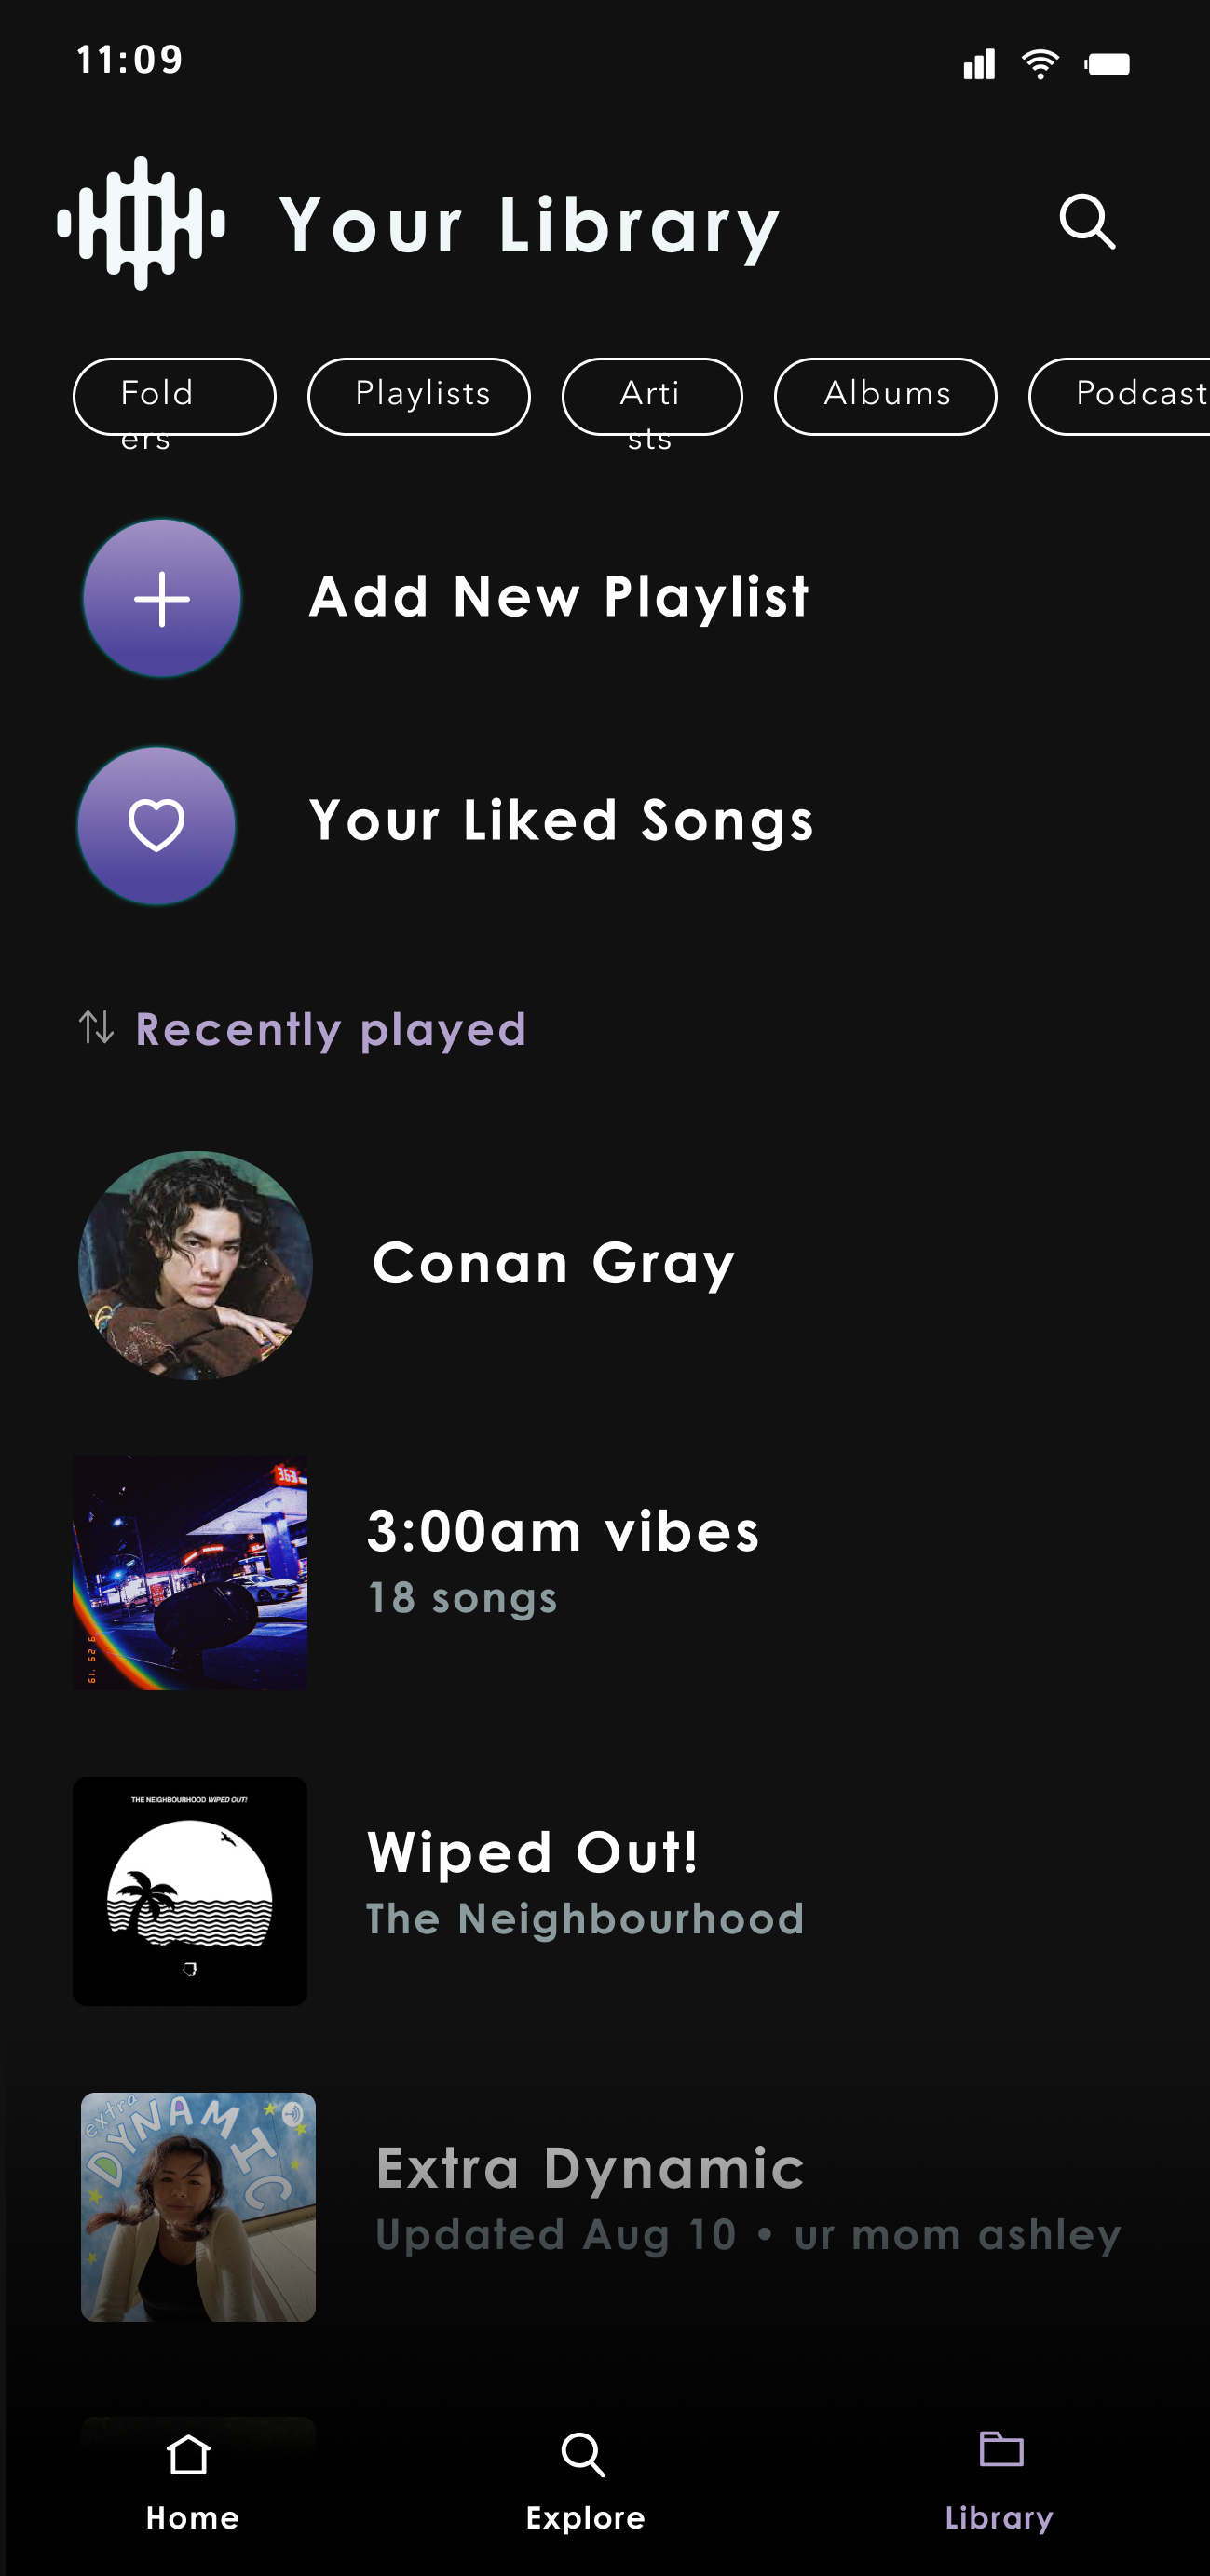 11:09
Your Library
Fold
ers
Playlists
Arti
sts
Albums
Podcast
Add New Playlist
Your Liked Songs
Recently played
Conan Gray
363
3:00am vibes
18 songs
THE NEIGHBOURHOOD WIPED OUT!
Wiped Out!
The Neighbourhood
extra
DYNAMIC
Extra Dynamic
Updated Aug 10 • ur mom ashley
Home
Explore
Library